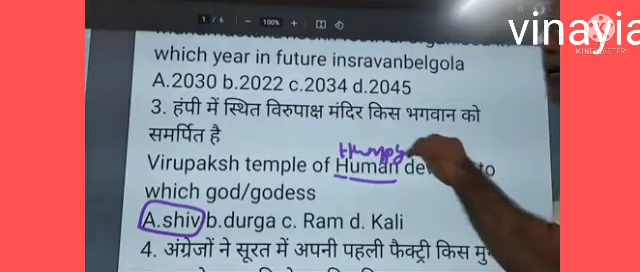 1 / 6 — 100% +
vinayia
KINEMASTER
which year in future insravanbelgola
A.2030 b.2022 c.2034 d.2045
3. हंपी में स्थित विरुपाक्ष मंदिर किस भगवान को
समर्पित है
Humpy
Virupaksh temple of Human to
which god/godess
A.shiv b.durga c. Ram d. Kali
4. अंग्रेजों ने सूरत में अपनी पहली फैक्ट्री किस